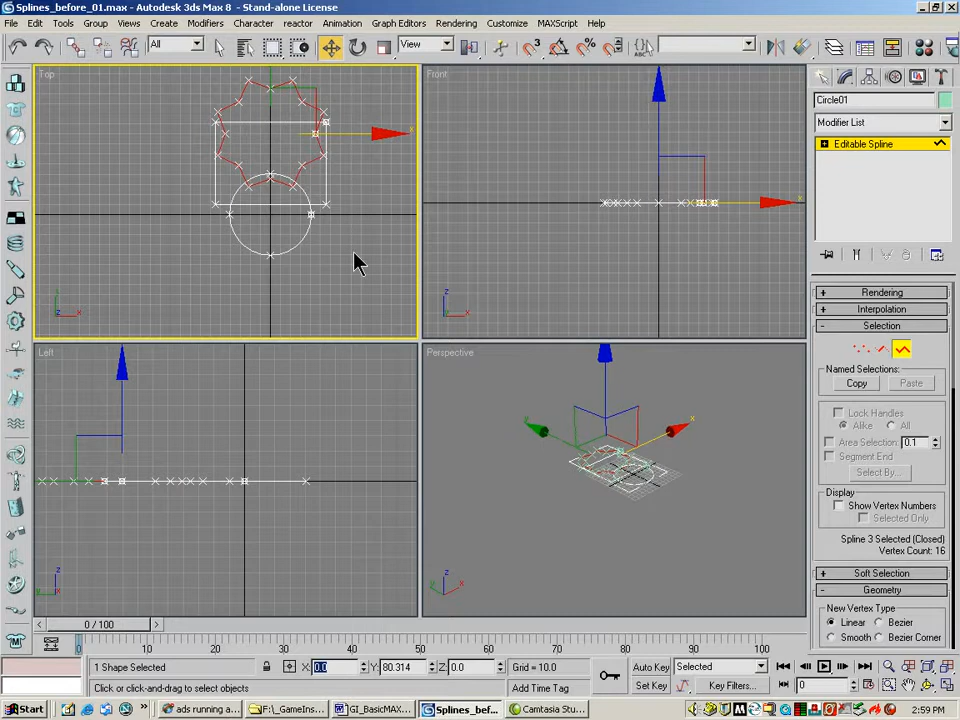 Splines_before_01.max - Autodesk 3ds Max 8 - Stand-alone License
File Edit Tools Group Views Create Modifiers Character reactor Animation Graph Editors Rendering Customize MAXScript Help
All View
Top
Front
Left
Perspective
Circle01
Modifier List
Editable Spline
+ Rendering
+ Interpolation
- Selection
Named Selections:
Copy Paste
Lock Handles
Alike All
Area Selection: 0.1
Segment End
Select By...
Display
Show Vertex Numbers
Selected Only
Spline 3 Selected (Closed)
Vertex Count: 16
+ Soft Selection
- Geometry
New Vertex Type
Linear Bezier
Smooth Bezier Corner
0 / 100
0 10 20 30 40 50 60 70 80 90 100
1 Shape Selected X: 0.0 Y: 80.314 Z: 0.0 Grid = 10.0 Auto Key Selected
Click or click-and-drag to select objects Add Time Tag Set Key Key Filters... 0
Start ads running ... F:\_GameIns... GI_BasicMAX... Splines_bef... Camtasia Stu... 2:59 PM